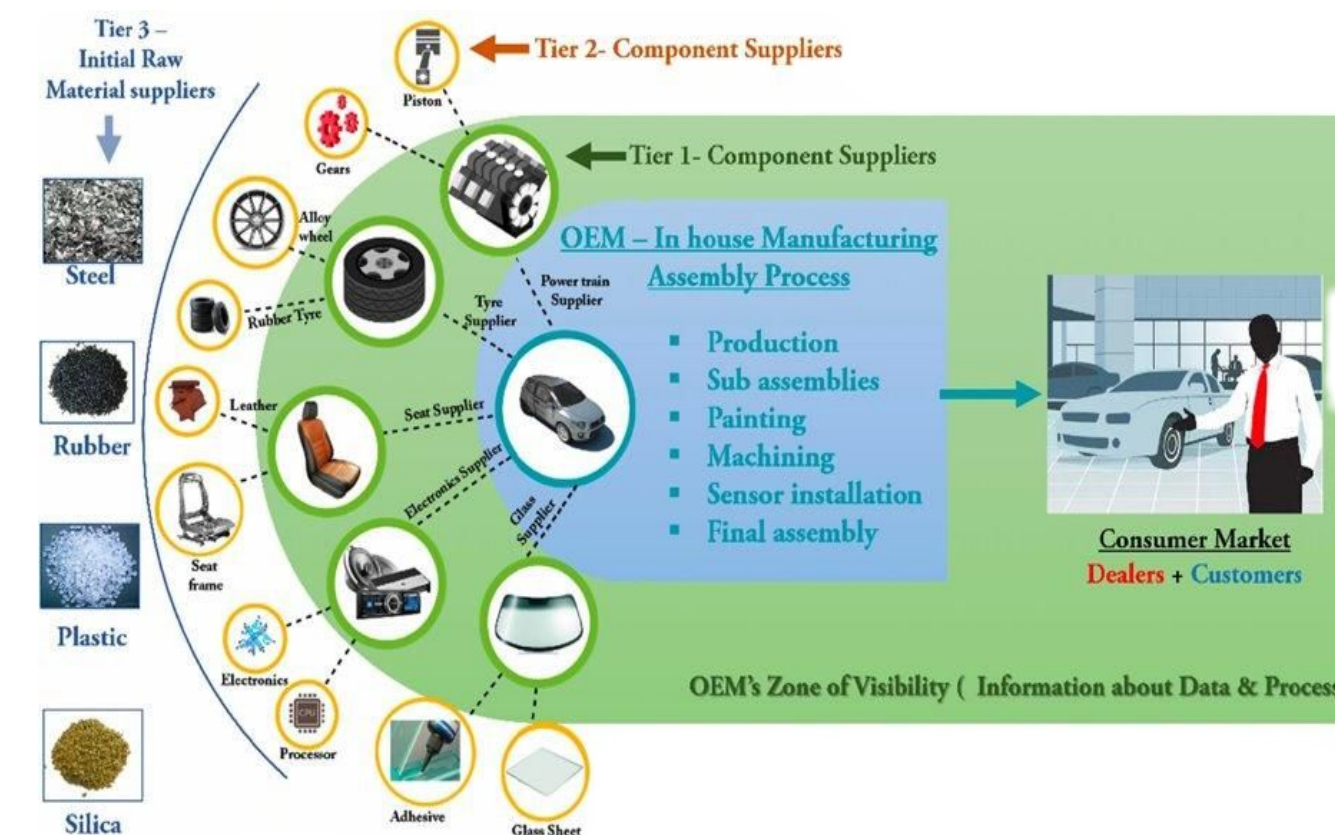 Tier 3 –
Initial Raw
Material suppliers
Steel
Rubber
Plastic
Silica
Tier 2- Component Suppliers
Piston
Gears
Tier 1- Component Suppliers
Alloy
wheel
Rubber Tyre
Leather
Seat
frame
Electronics
Processor
Adhesive
Glass Sheet
Power train
Supplier
Tyre
Supplier
Seat Supplier
Electronics Supplier
Glass
Supplier
CPU
OEM – In house Manufacturing
Assembly Process
▪ Production
▪ Sub assemblies
▪ Painting
▪ Machining
▪ Sensor installation
▪ Final assembly
Consumer Market
Dealers + Customers
OEM's Zone of Visibility ( Information about Data & Process